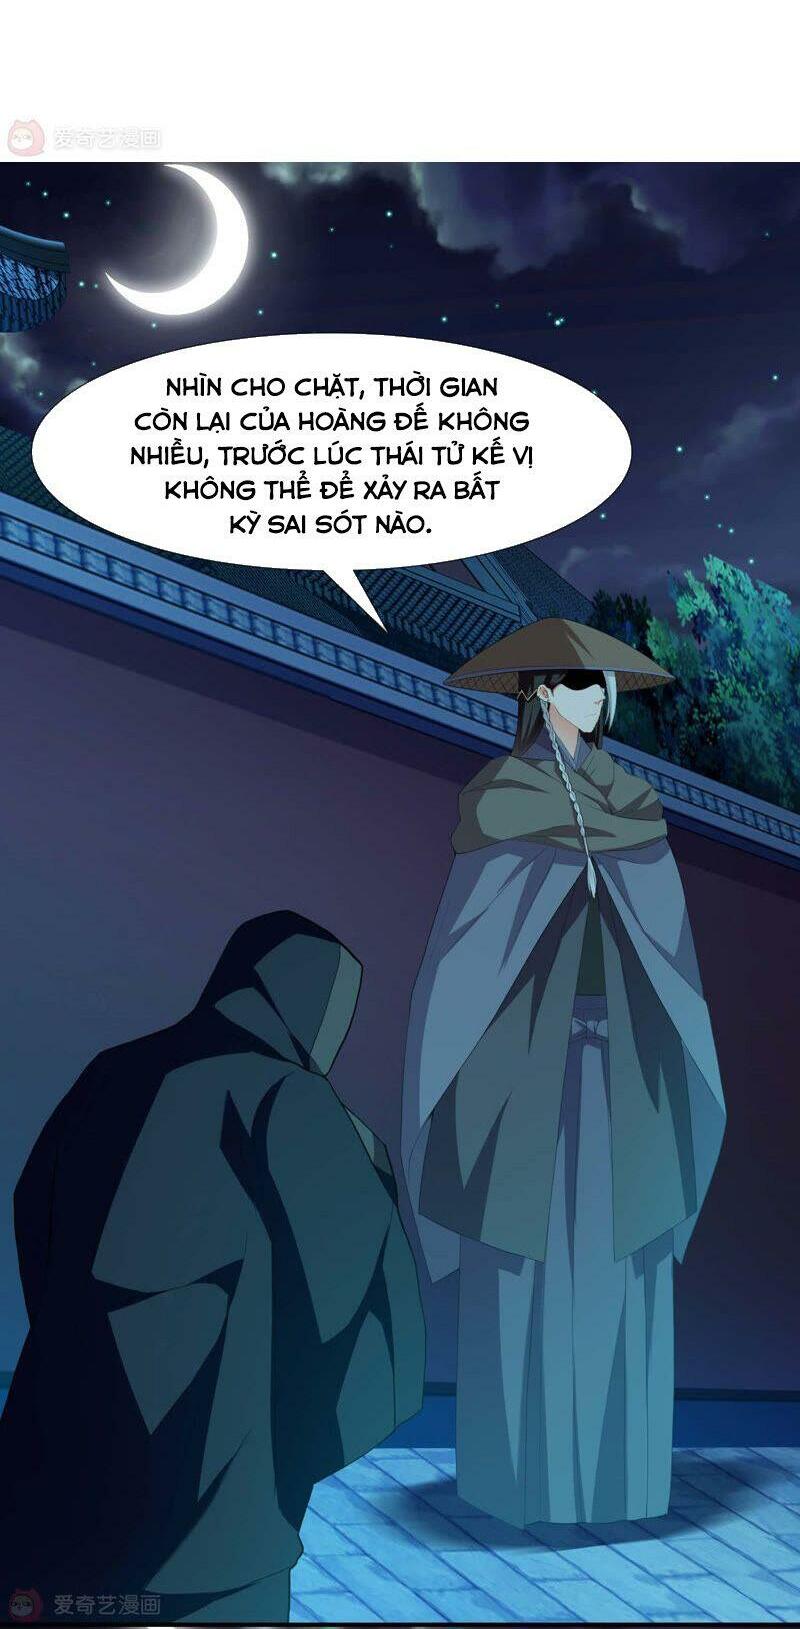 爱奇艺漫画
NHÌN CHO CHẶT, THỜI GIAN
CÒN LẠI CỦA HOÀNG ĐẾ KHÔNG
NHIỀU, TRƯỚC LÚC THÁI TỬ KẾ VỊ
KHÔNG THỂ ĐỂ XẢY RA BẤT
KỲ SAI SÓT NÀO.
爱奇艺漫画